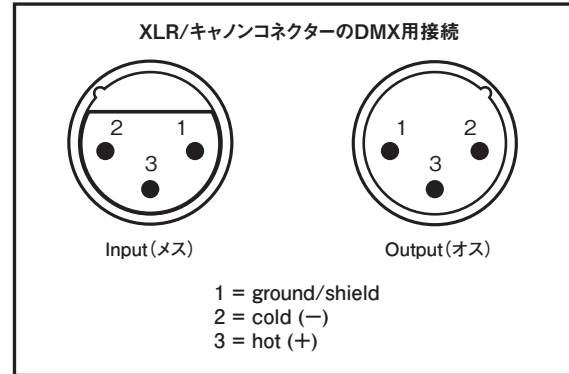 XLR/キャノンコネクターのDMX用接続
2 1
3
1 2
3
Input(メス)
Output(オス)
1 = ground/shield
2 = cold (−)
3 = hot (+)